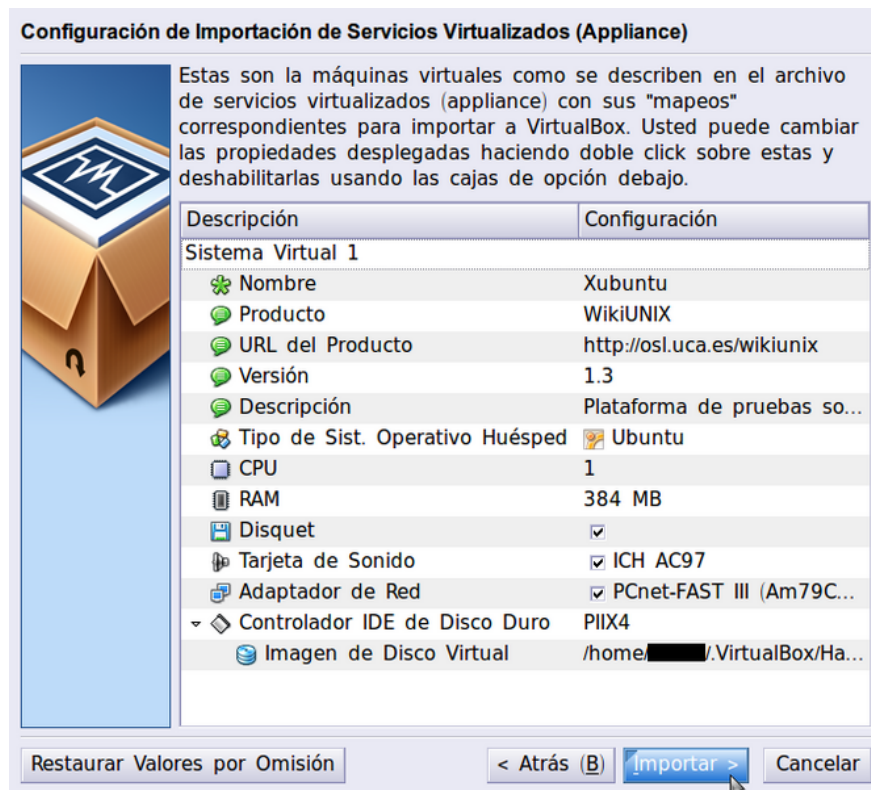 Configuración de Importación de Servicios Virtualizados (Appliance)
Estas son la máquinas virtuales como se describen en el archivo
de servicios virtualizados (appliance) con sus "mapeos"
correspondientes para importar a VirtualBox. Usted puede cambiar
las propiedades desplegadas haciendo doble click sobre estas y
deshabilitarlas usando las cajas de opción debajo.
Descripción Configuración
Sistema Virtual 1
Nombre Xubuntu
Producto WikiUNIX
URL del Producto http://osl.uca.es/wikiunix
Versión 1.3
Descripción Plataforma de pruebas so...
Tipo de Sist. Operativo Huésped Ubuntu
CPU 1
RAM 384 MB
Disquet
Tarjeta de Sonido ICH AC97
Adaptador de Red PCnet-FAST III (Am79C...
Controlador IDE de Disco Duro PIIX4
Imagen de Disco Virtual /home/ /.VirtualBox/Ha...
Restaurar Valores por Omisión < Atrás (B) Importar > Cancelar